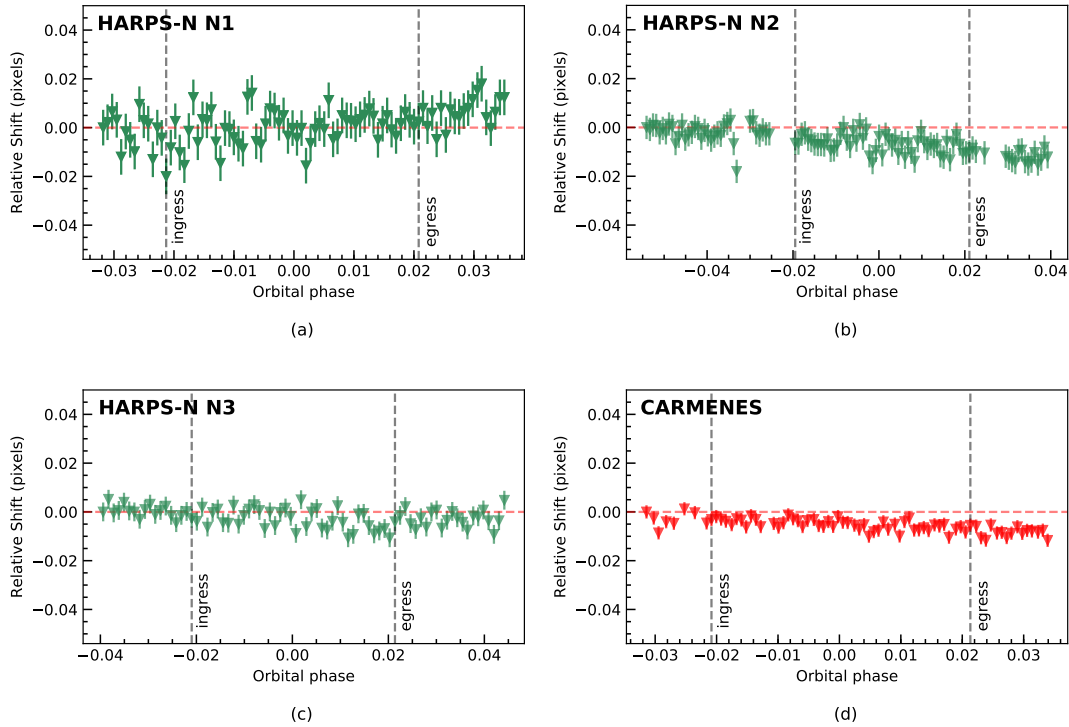 HARPS-N N1
0.04
0.02
0.00
−0.02
−0.04
Relative Shift (pixels)
ingress
egress
−0.03 −0.02 −0.01 0.00 0.01 0.02 0.03
Orbital phase
(a)
HARPS-N N2
0.04
0.02
0.00
−0.02
−0.04
Relative Shift (pixels)
ingress
egress
−0.04 −0.02 0.00 0.02 0.04
Orbital phase
(b)
HARPS-N N3
0.04
0.02
0.00
−0.02
−0.04
Relative Shift (pixels)
ingress
egress
−0.04 −0.02 0.00 0.02 0.04
Orbital phase
(c)
CARMENES
0.04
0.02
0.00
−0.02
−0.04
Relative Shift (pixels)
ingress
egress
−0.03 −0.02 −0.01 0.00 0.01 0.02 0.03
Orbital phase
(d)